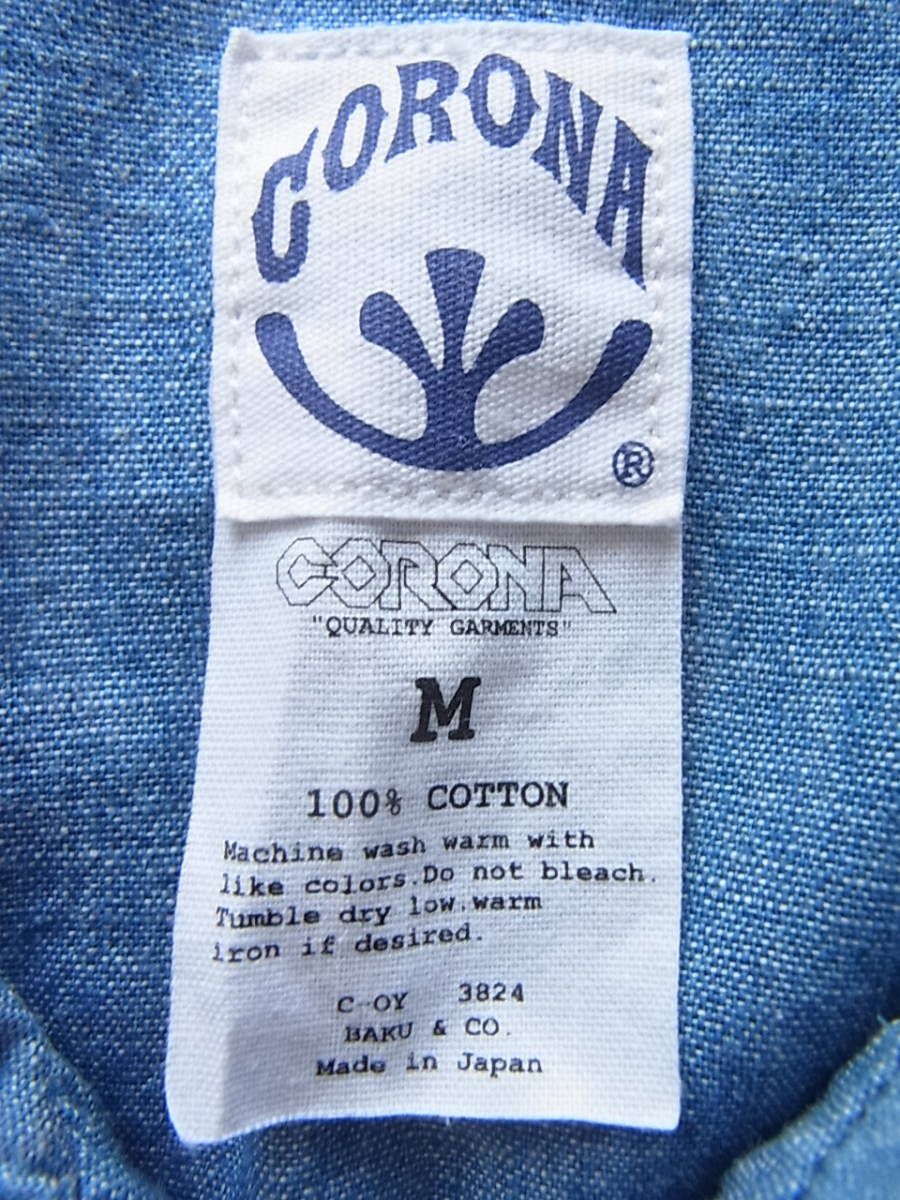 CORONA
®
CORONA
"QUALITY GARMENTS"
M
100% COTTON
Machine wash warm with
like colors.Do not bleach.
Tumble dry low.warm
iron if desired.
C-OY 3824
BAKU & CO.
Made in Japan